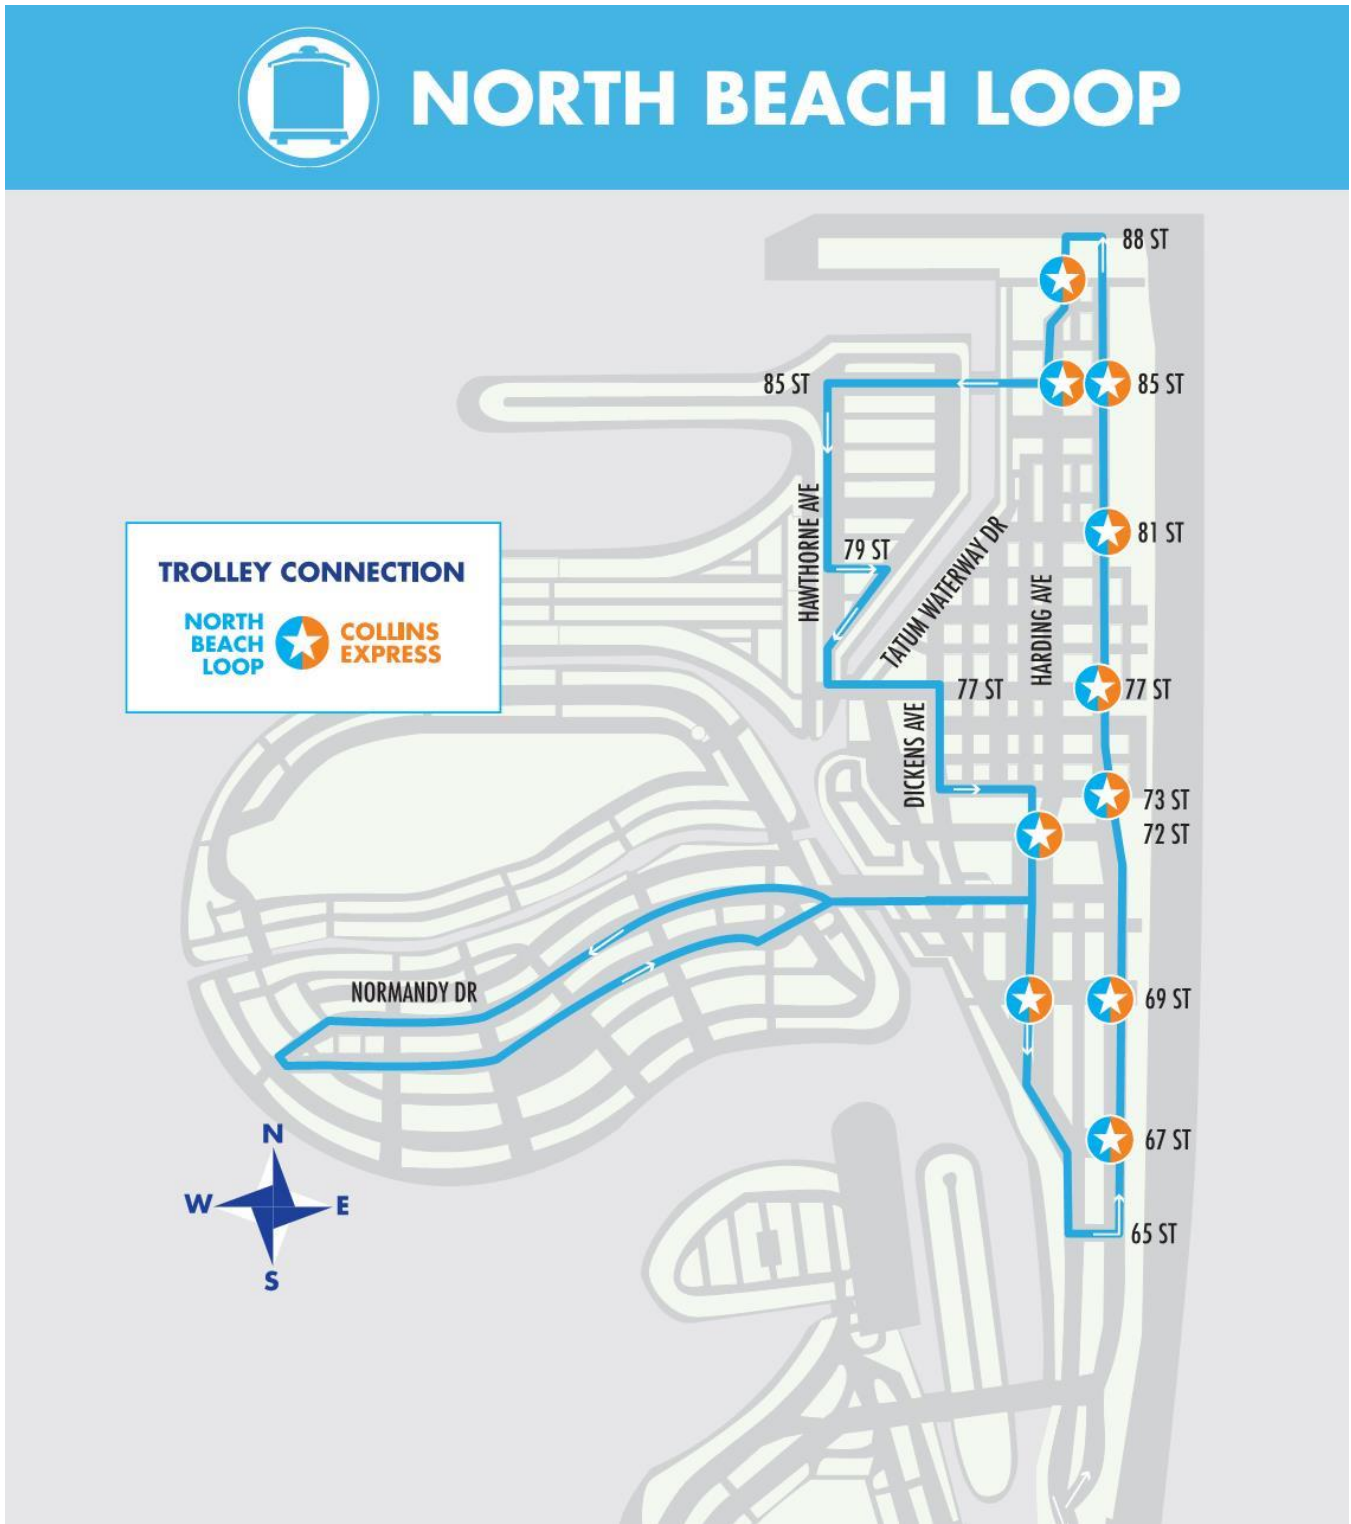 NORTH BEACH LOOP
88 ST
85 ST
85 ST
HAWTHORNE AVE
79 ST
TATUM WATERWAY DR
81 ST
HARDING AVE
TROLLEY CONNECTION
NORTH
BEACH
LOOP
COLLINS
EXPRESS
77 ST
77 ST
DICKENS AVE
73 ST
72 ST
NORMANDY DR
69 ST
67 ST
65 ST
N
W
E
S